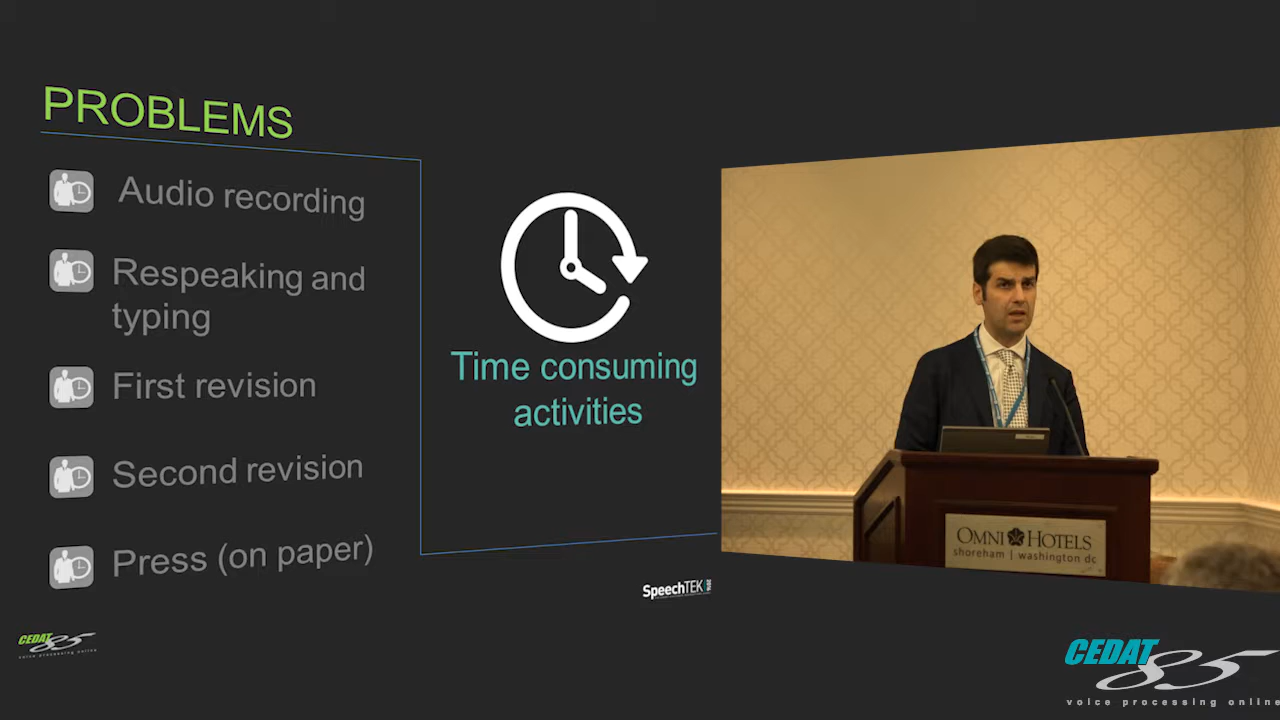 PROBLEMS
Audio recording
Respeaking and
typing
First revision
Second revision
Press (on paper)
Time consuming
activities
SpeechTEK
CEDAT 85
voice processing online
OMNI HOTELS
shoreham | washington dc
CEDAT 85
voice processing online